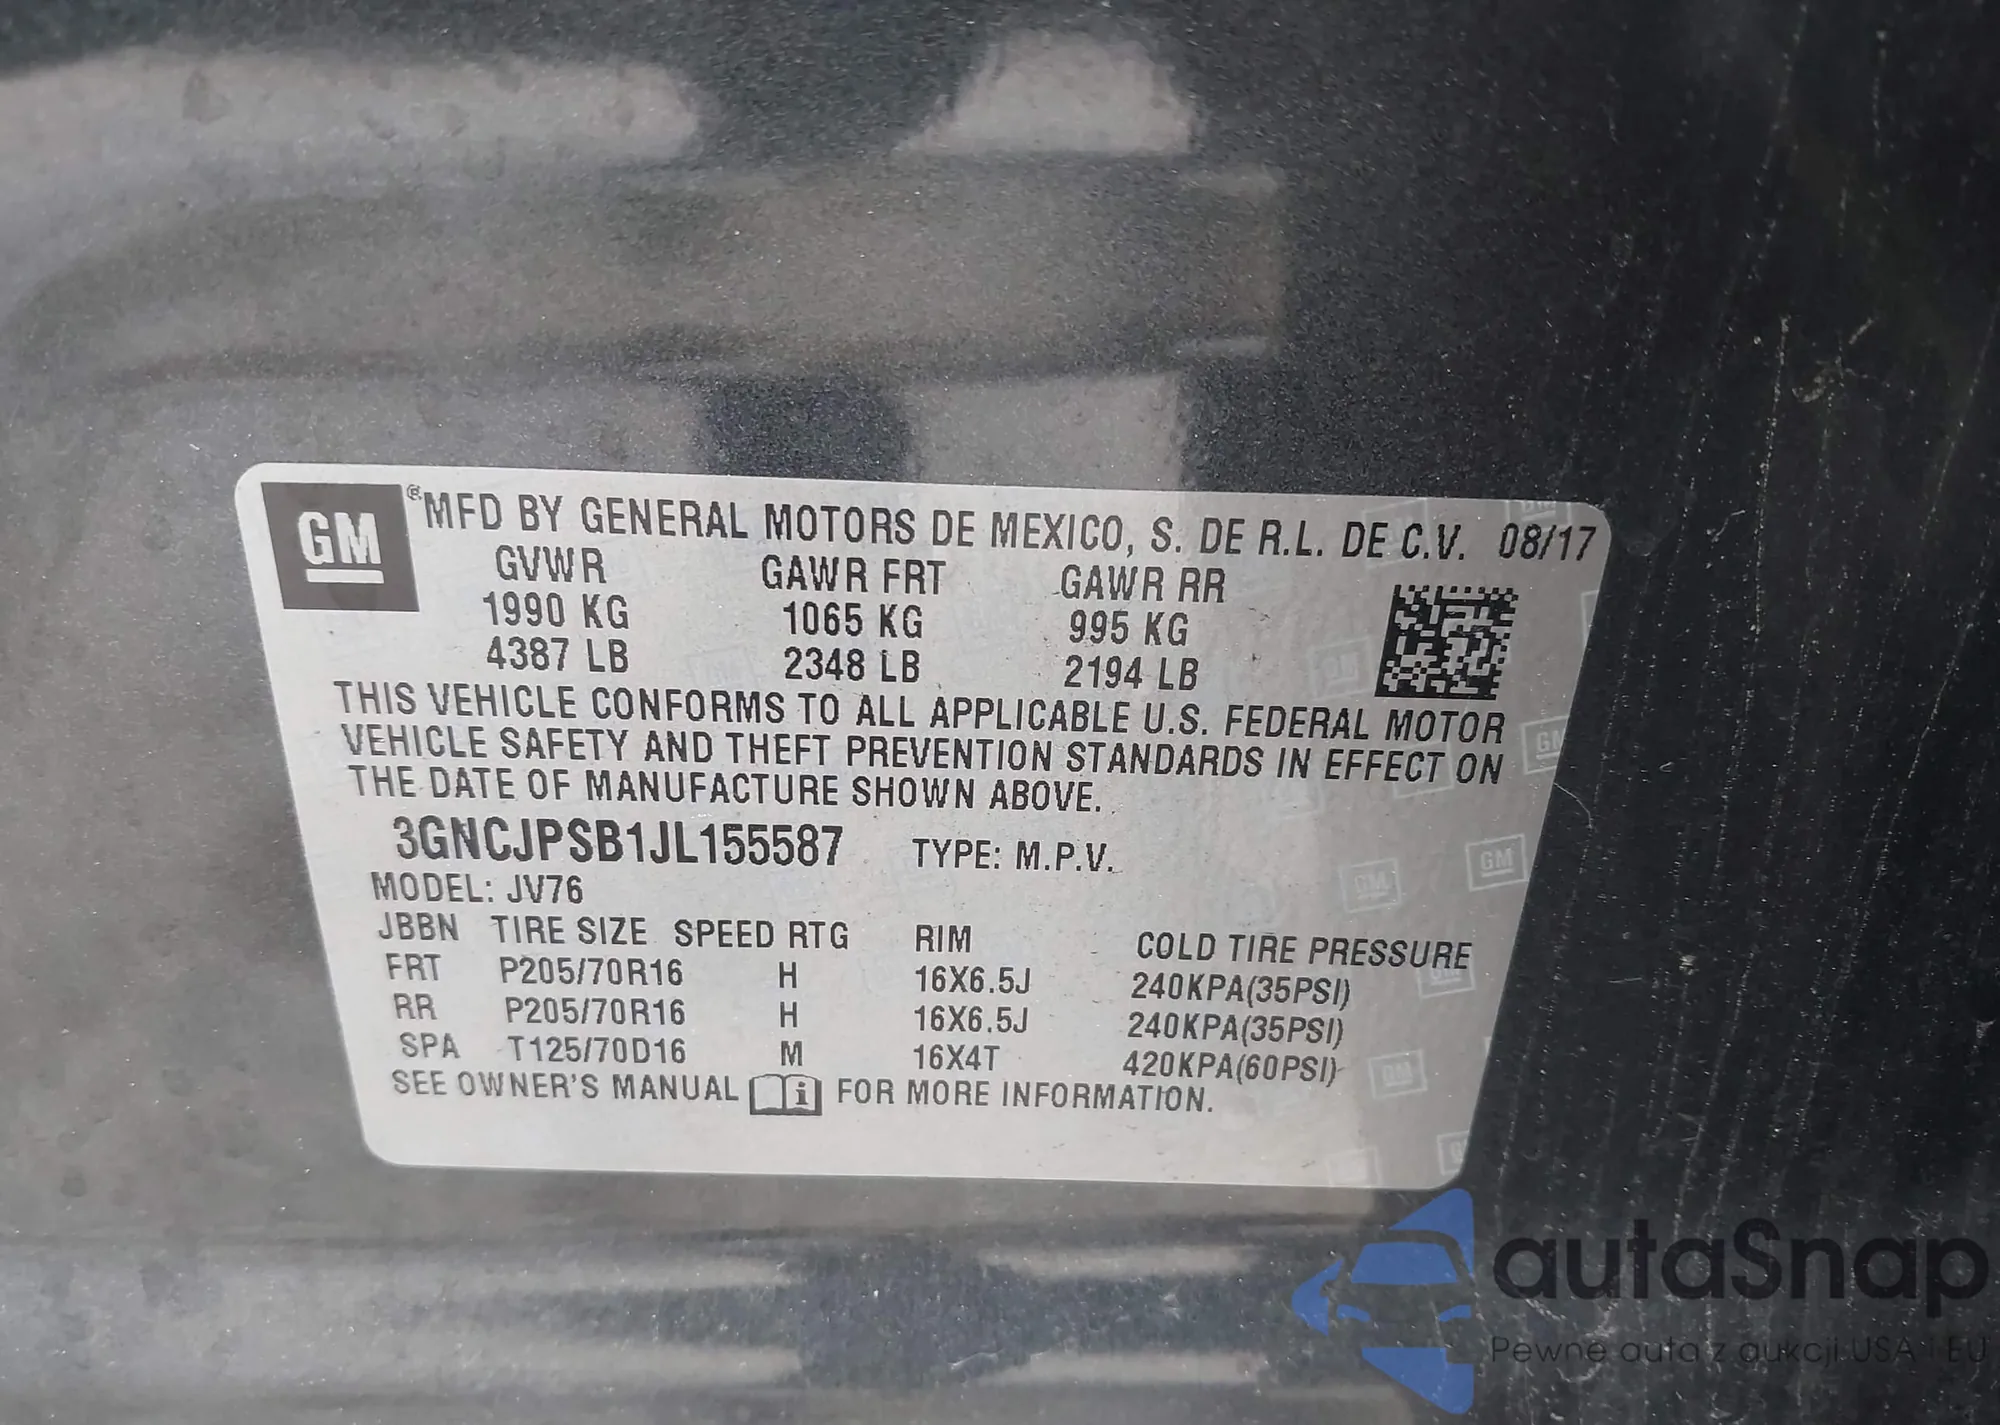 GM ® MFD BY GENERAL MOTORS DE MEXICO, S. DE R.L. DE C.V. 08/17
GVWR GAWR FRT GAWR RR
1990 KG 1065 KG 995 KG
4387 LB 2348 LB 2194 LB
THIS VEHICLE CONFORMS TO ALL APPLICABLE U.S. FEDERAL MOTOR
VEHICLE SAFETY AND THEFT PREVENTION STANDARDS IN EFFECT ON
THE DATE OF MANUFACTURE SHOWN ABOVE.
3GNCJPSB1JL155587 TYPE: M.P.V.
MODEL: JV76
JBBN TIRE SIZE SPEED RTG RIM COLD TIRE PRESSURE
FRT P205/70R16 H 16X6.5J 240KPA(35PSI)
RR P205/70R16 H 16X6.5J 240KPA(35PSI)
SPA T125/70D16 M 16X4T 420KPA(60PSI)
SEE OWNER'S MANUAL i FOR MORE INFORMATION.
autaSnap
Pewne auta z aukcji USA i EU